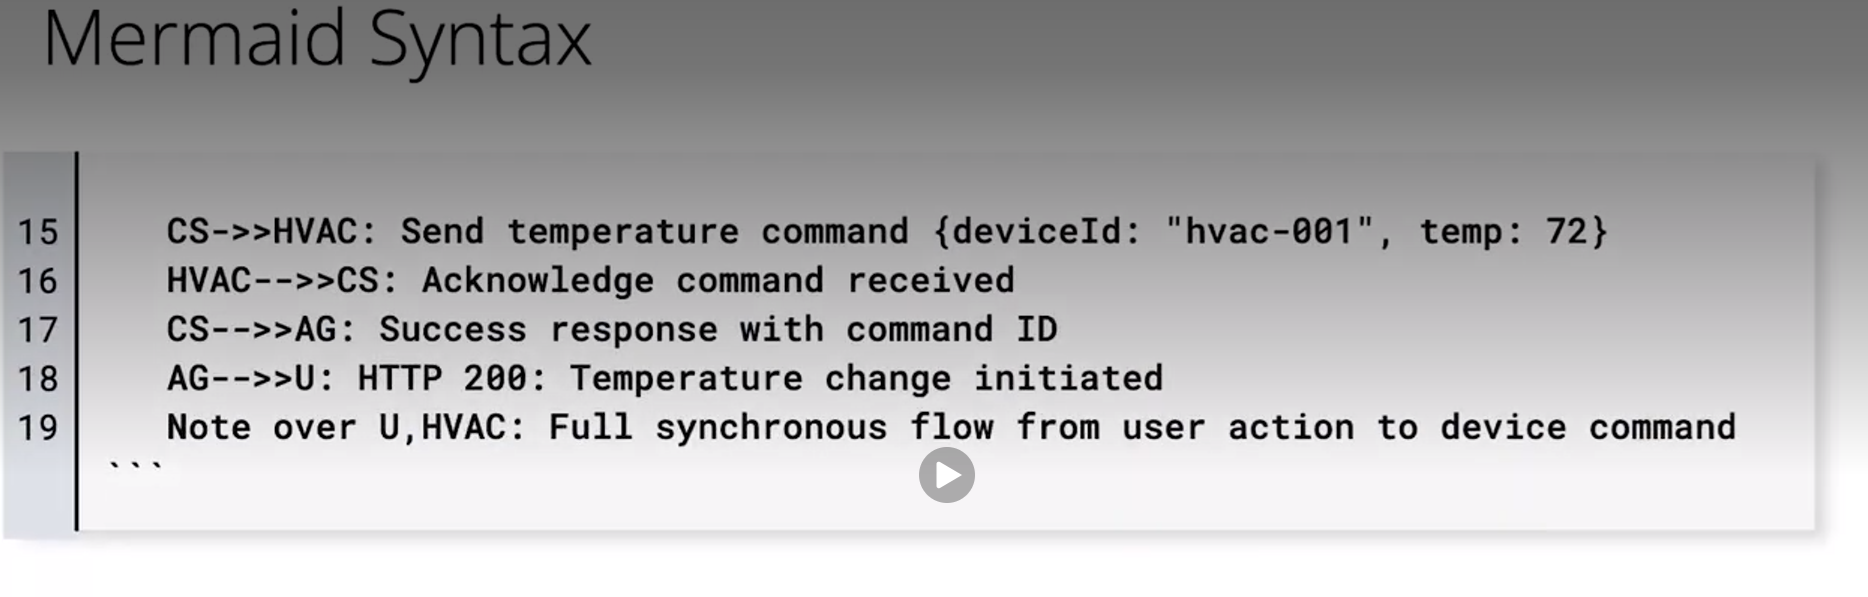 Mermaid Syntax
15 CS->>HVAC: Send temperature command {deviceId: "hvac-001", temp: 72}
16 HVAC-->>CS: Acknowledge command received
17 CS-->>AG: Success response with command ID
18 AG-->>U: HTTP 200: Temperature change initiated
19 Note over U,HVAC: Full synchronous flow from user action to device command
```